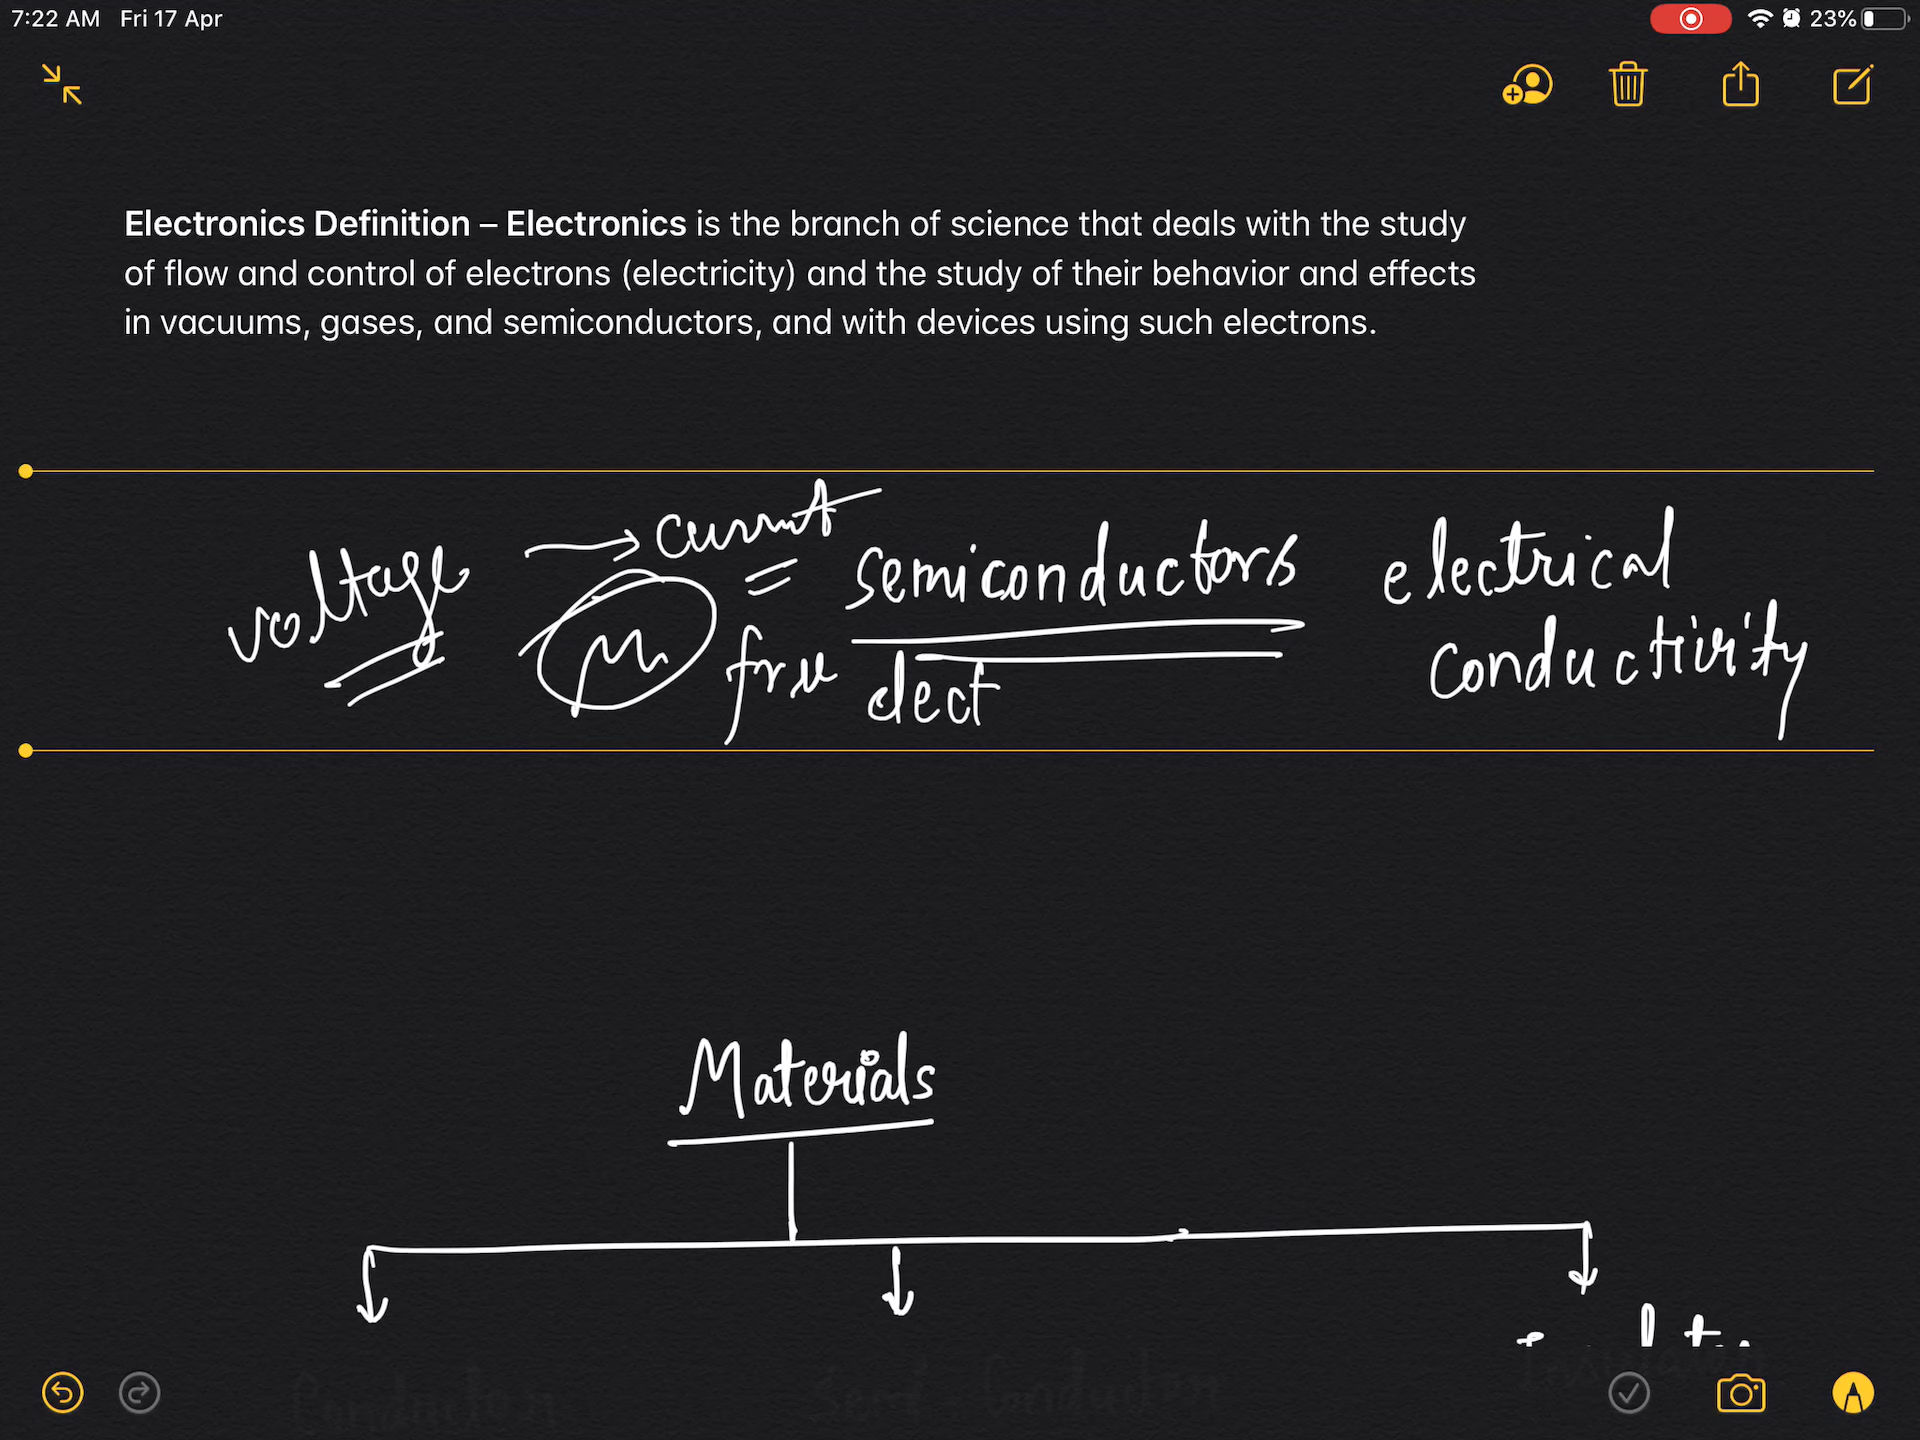 7:22 AM Fri 17 Apr
23%
Electronics Definition – Electronics is the branch of science that deals with the study
of flow and control of electrons (electricity) and the study of their behavior and effects
in vacuums, gases, and semiconductors, and with devices using such electrons.
voltage → current semiconductors electrical
M free elect conductivity
Materials